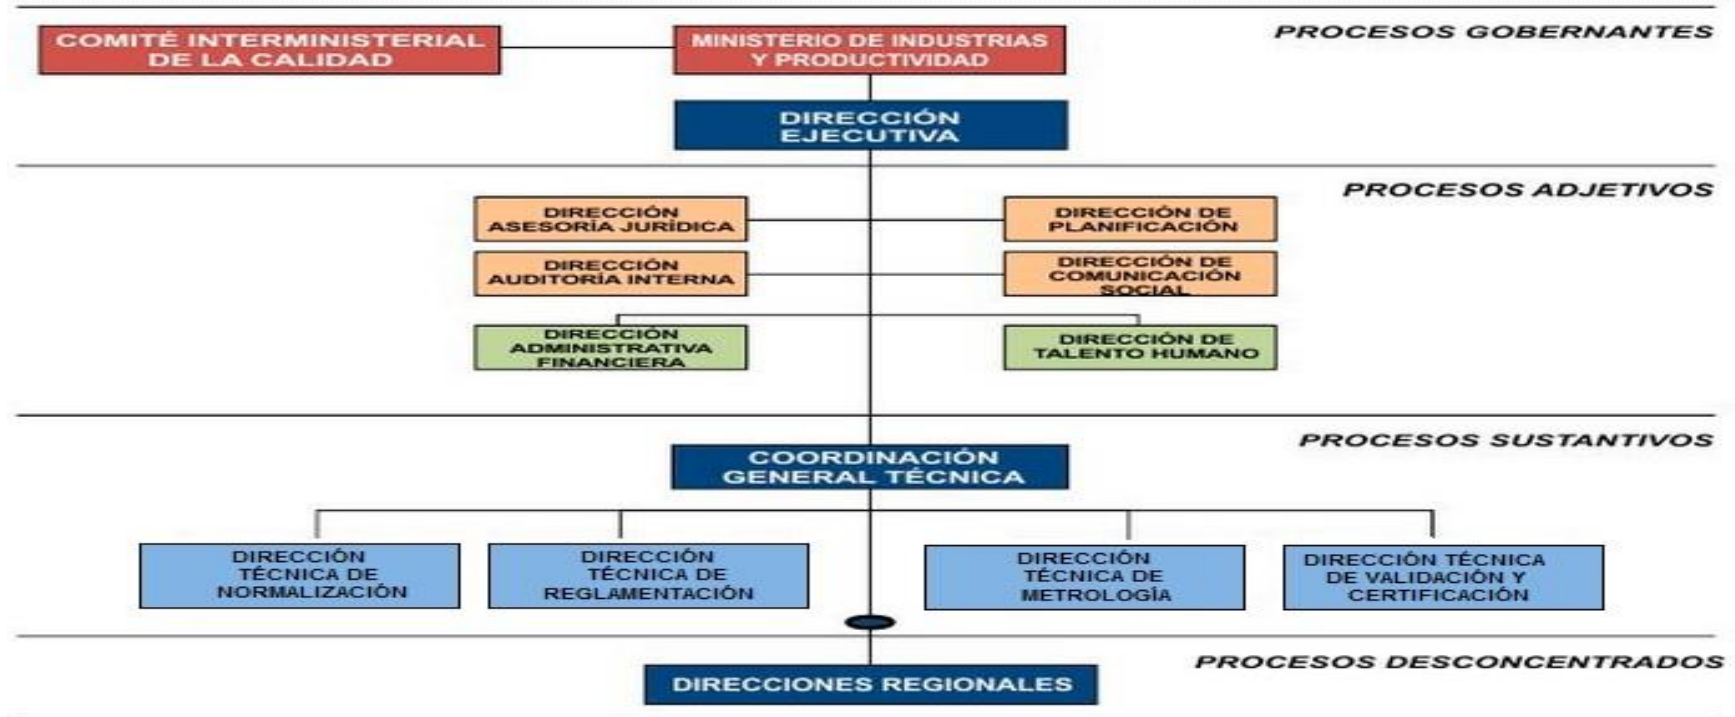 PROCESOS GOBERNANTES
COMITÉ INTERMINISTERIAL
DE LA CALIDAD
MINISTERIO DE INDUSTRIAS
Y PRODUCTIVIDAD
DIRECCIÓN
EJECUTIVA
PROCESOS ADJETIVOS
DIRECCIÓN
ASESORÍA JURÍDICA
DIRECCIÓN DE
PLANIFICACIÓN
DIRECCIÓN
AUDITORÍA INTERNA
DIRECCIÓN DE
COMUNICACIÓN
SOCIAL
DIRECCIÓN
ADMINISTRATIVA
FINANCIERA
DIRECCIÓN DE
TALENTO HUMANO
PROCESOS SUSTANTIVOS
COORDINACIÓN
GENERAL TÉCNICA
DIRECCIÓN
TÉCNICA DE
NORMALIZACIÓN
DIRECCIÓN
TÉCNICA DE
REGLAMENTACIÓN
DIRECCIÓN
TÉCNICA DE
METROLOGÍA
DIRECCIÓN TÉCNICA
DE VALIDACIÓN Y
CERTIFICACIÓN
PROCESOS DESCONCENTRADOS
DIRECCIONES REGIONALES